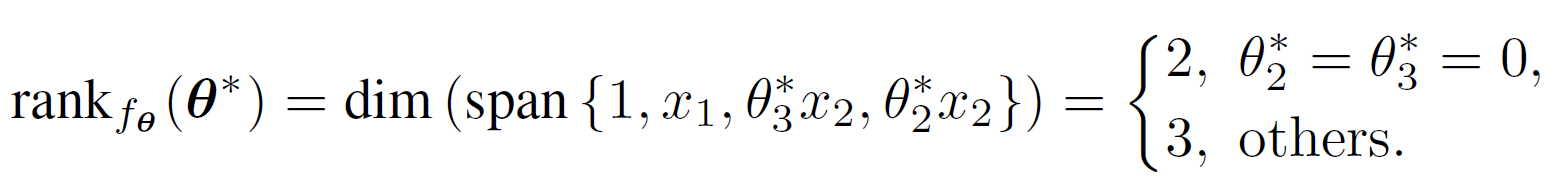 rank_{f_θ}(θ*) = dim (span {1, x_1, θ_3^* x_2, θ_2^* x_2}) = { 2, θ_2^* = θ_3^* = 0,
3, others.